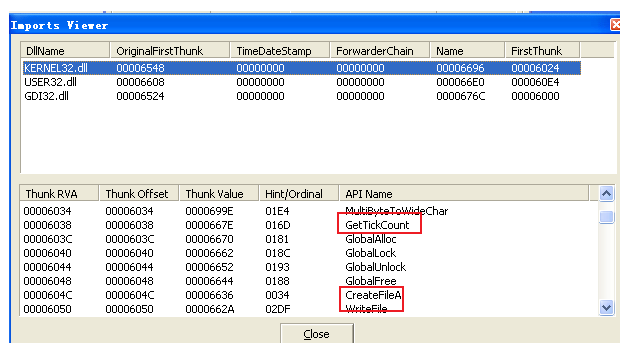 Imports Viewer
DllName OriginalFirstThunk TimeDateStamp ForwarderChain Name FirstThunk
KERNEL32.dll 00006548 00000000 00000000 00006696 00006024
USER32.dll 00006608 00000000 00000000 000066E0 000060E4
GDI32.dll 00006524 00000000 00000000 0000676C 00006000
Thunk RVA Thunk Offset Thunk Value Hint/Ordinal API Name
00006034 00006034 0000699E 01E4 MultiByteToWideChar
00006038 00006038 0000667E 016D GetTickCount
0000603C 0000603C 00006670 0181 GlobalAlloc
00006040 00006040 00006662 018C GlobalLock
00006044 00006044 00006652 0193 GlobalUnlock
00006048 00006048 00006644 0188 GlobalFree
0000604C 0000604C 00006636 0034 CreateFileA
00006050 00006050 0000662A 02DF WriteFile
Close